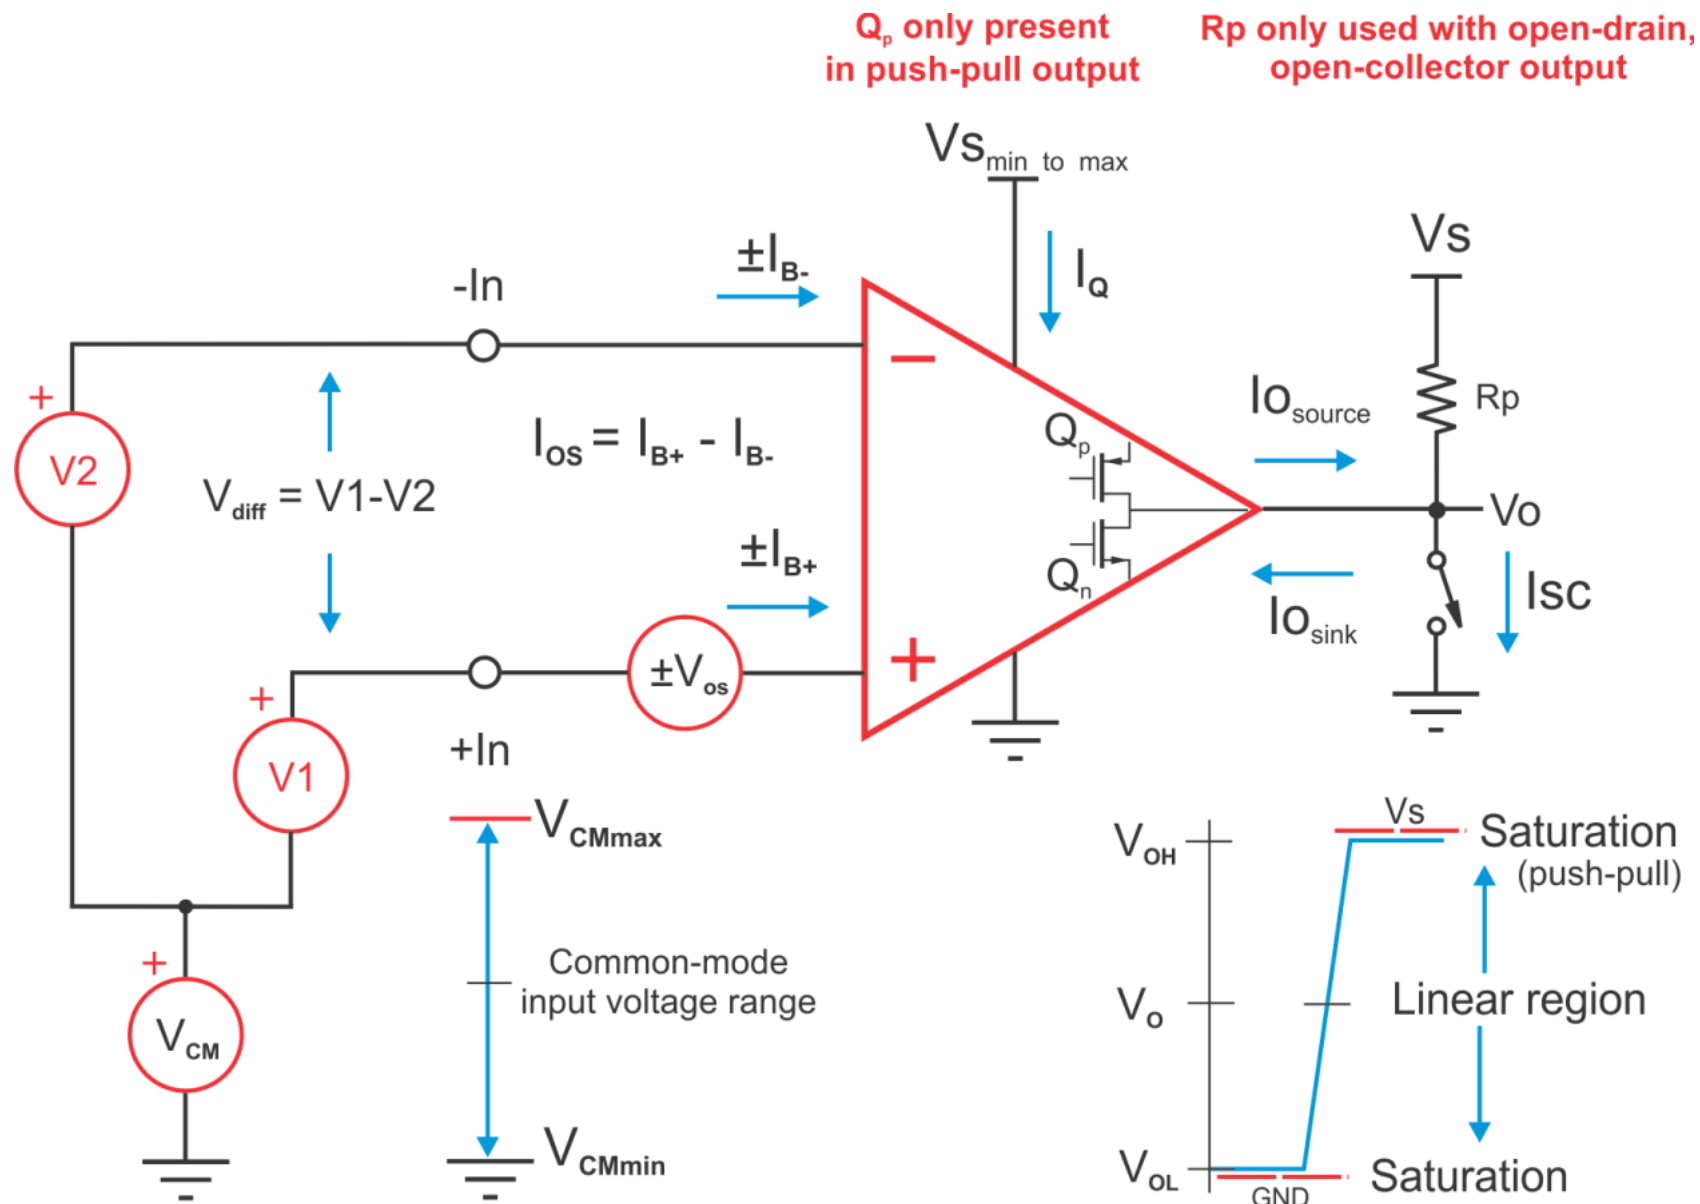 Qp only present
in push-pull output
Rp only used with open-drain,
open-collector output
Vs min to max
Vs
±IB-
IQ
-In
+
Rp
Iosource
Qp
IOS = IB+ - IB-
V2
Vdiff = V1-V2
Vo
±IB+
Qn
Isc
Iosink
−
+
±Vos
+
+In
V1
VCMmax
Vs
VOH
Saturation
(push-pull)
+
Common-mode
input voltage range
VO
Linear region
VCM
VCMmin
VOL
GND
Saturation